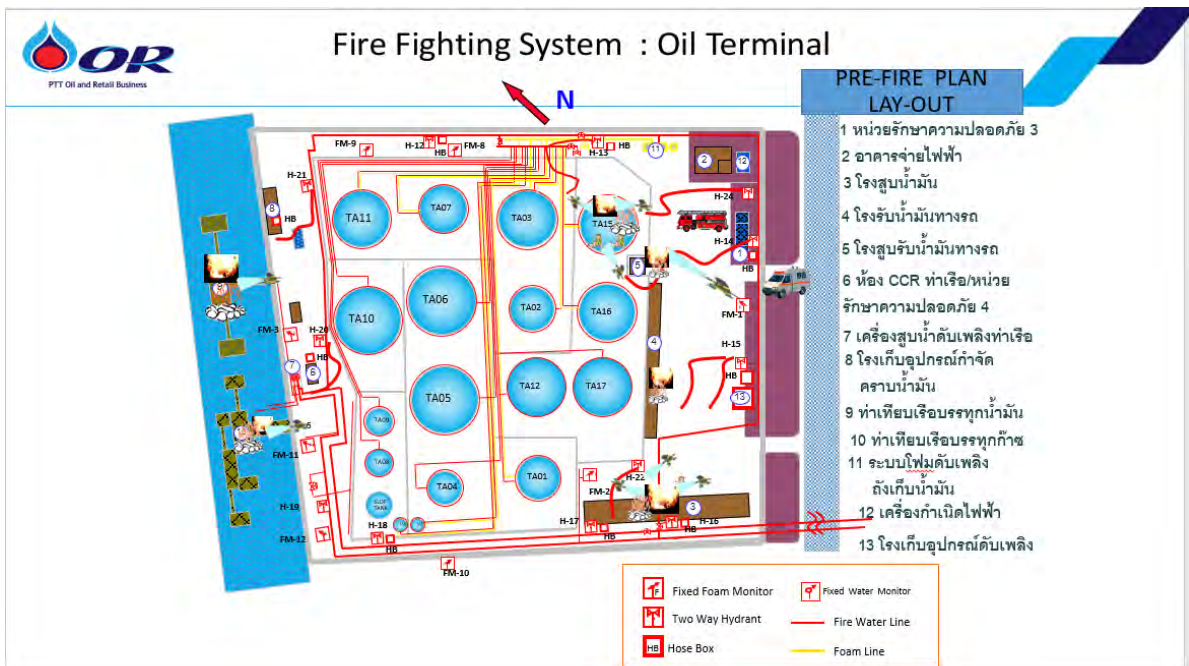 OR
PTT Oil and Retail Business
Fire Fighting System : Oil Terminal
N
PRE-FIRE PLAN
LAY-OUT
1 หน่วยรักษาความปลอดภัย 3
2 อาคารจ่ายไฟฟ้า
3 โรงสูบน้ำมัน
4 โรงรับน้ำมันทางรถ
5 โรงสูบรับน้ำมันทางรถ
6 ห้อง CCR ท่าเรือ/หน่วย
รักษาความปลอดภัย 4
7 เครื่องสูบน้ำดับเพลิงท่าเรือ
8 โรงเก็บอุปกรณ์กำจัด
คราบน้ำมัน
9 ท่าเทียบเรือบรรทุกน้ำมัน
10 ท่าเทียบเรือบรรทุกก๊าซ
11 ระบบโฟมดับเพลิง
ถังเก็บน้ำมัน
12 เครื่องกำเนิดไฟฟ้า
13 โรงเก็บอุปกรณ์ดับเพลิง
FM-9
H-12
HB
FM-8
H-13
HB
11
2
12
H-21
8
HB
TA11
TA07
TA03
TA15
H-24
H-14
1
HB
5
9
TA10
TA06
TA02
TA16
FM-1
FM-3
H-20
HB
7
6
4
H-15
HB
13
TA05
TA12
TA17
TA09
FM-11
TA08
TA04
TA01
FM-2
H-22
H-19
SLOP
TANK
3
H-18
HB
H-17
HB
H-16
HB
FM-12
FM-10
Fixed Foam Monitor
Fixed Water Monitor
Two Way Hydrant
Fire Water Line
HB
Hose Box
Foam Line